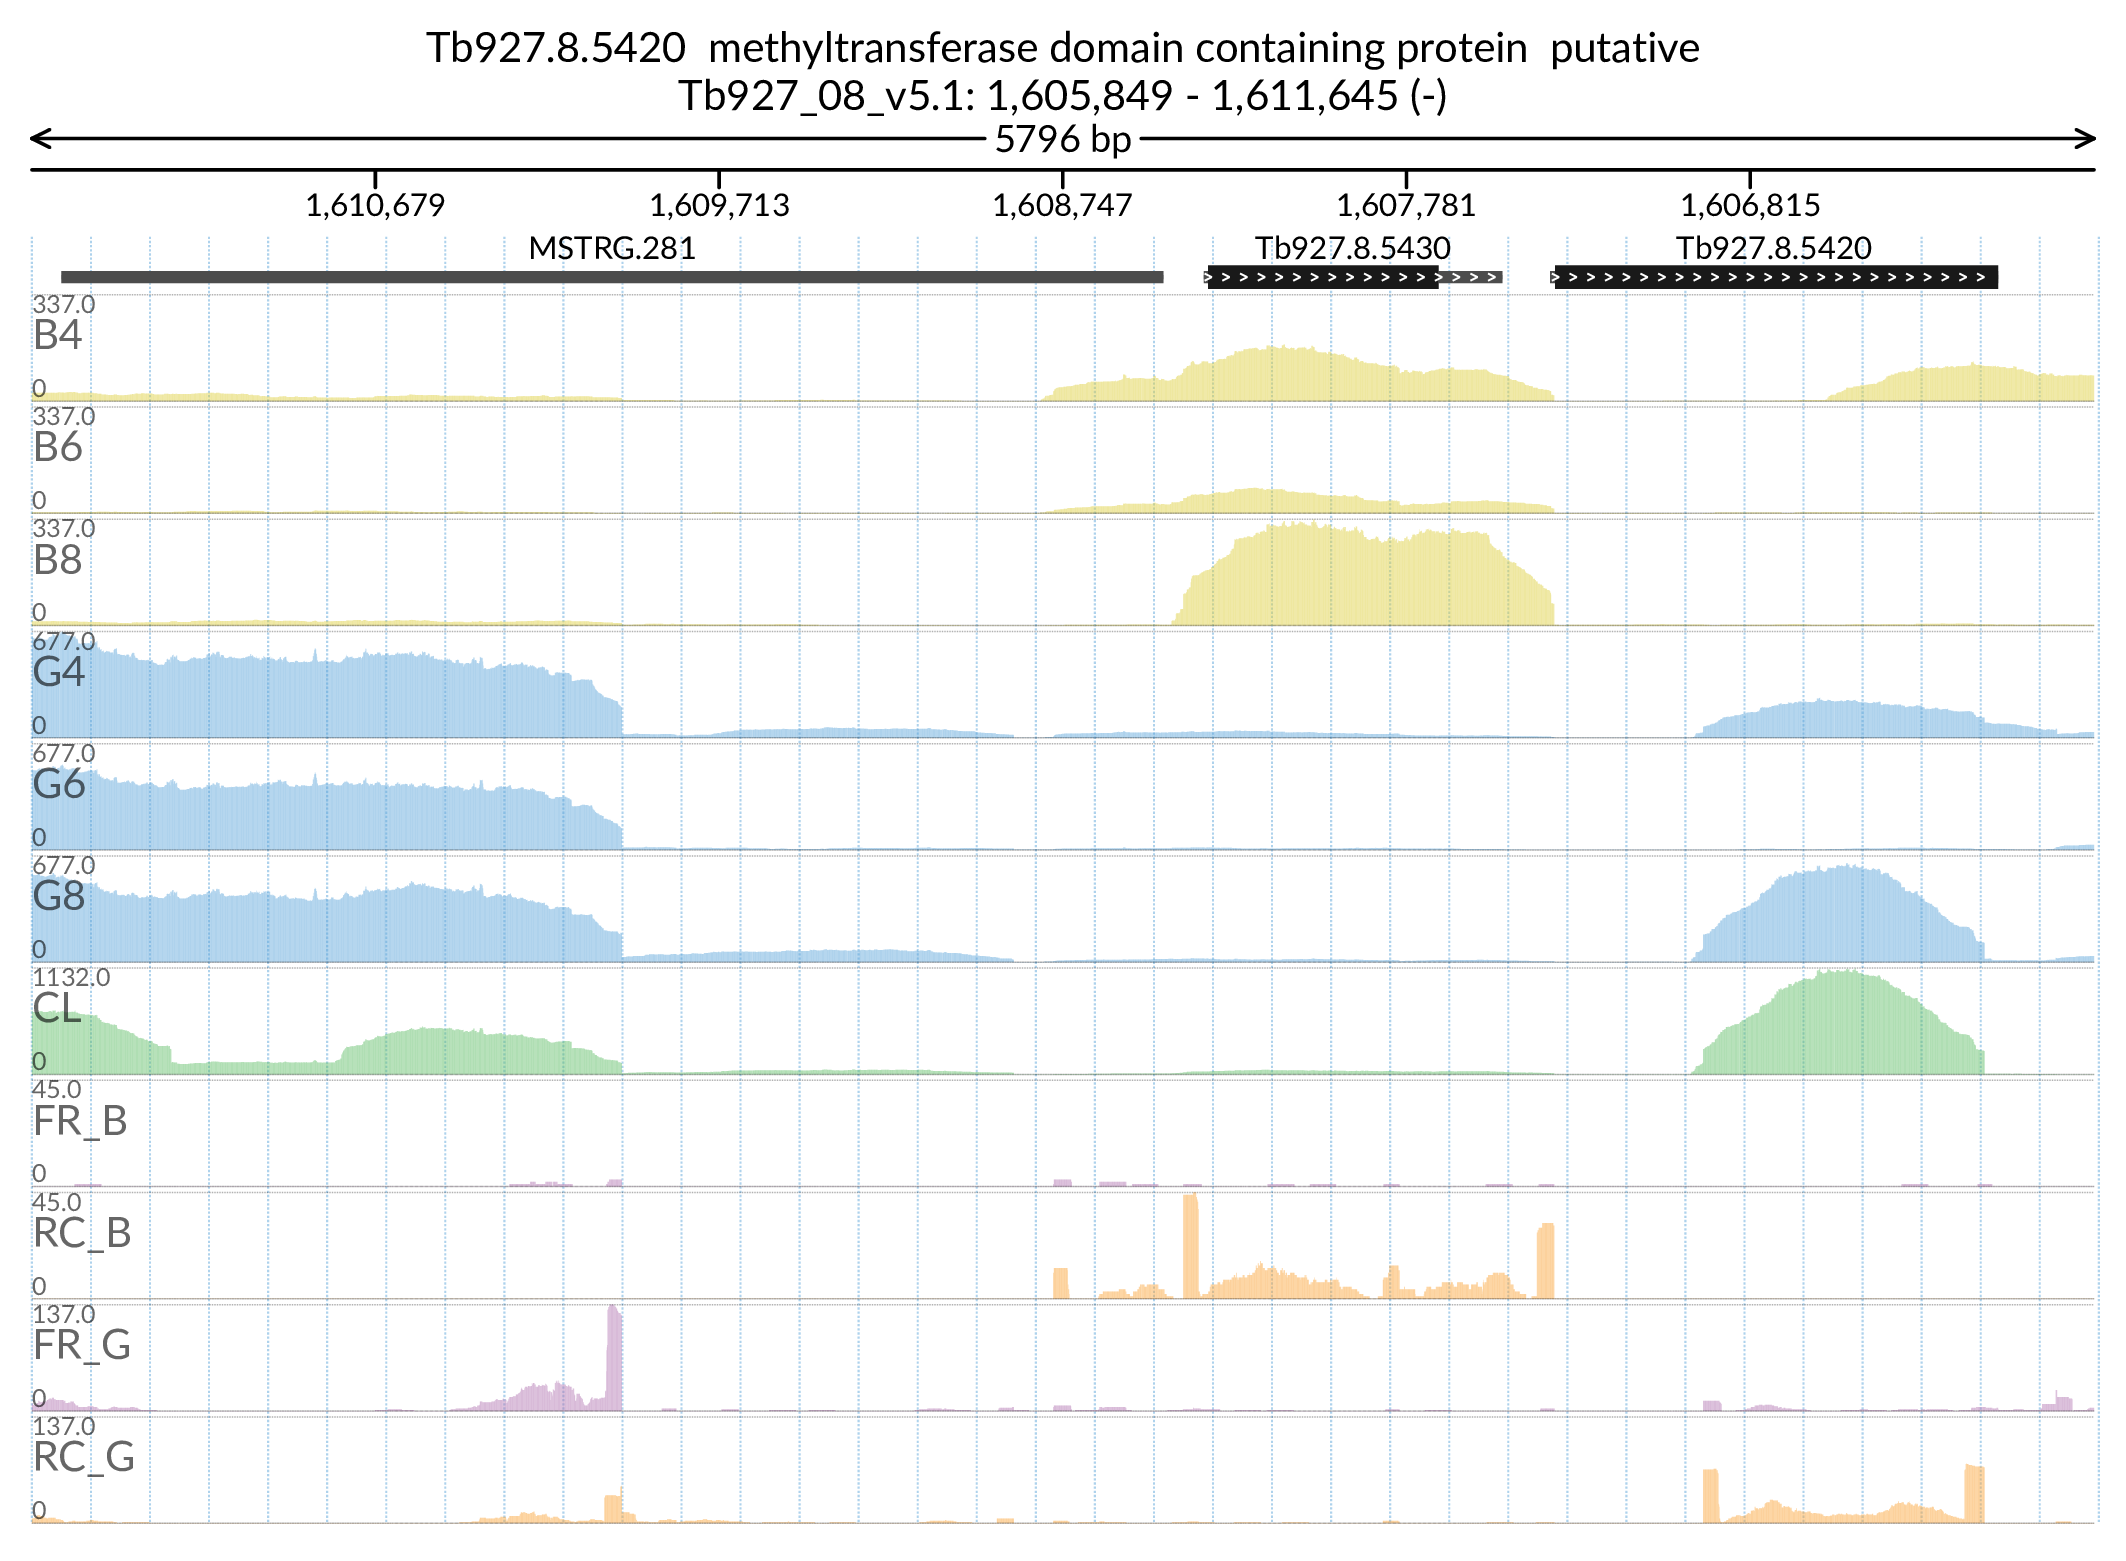 Tb927.8.5420  methyltransferase domain containing protein  putative
Tb927_08_v5.1: 1,605,849 - 1,611,645 (-)
5796 bp
1,610,679 1,609,713 1,608,747 1,607,781 1,606,815
MSTRG.281 Tb927.8.5430 Tb927.8.5420
337.0
B4
0
337.0
B6
0
337.0
B8
0
677.0
G4
0
677.0
G6
0
677.0
G8
0
1132.0
CL
0
45.0
FR_B
0
45.0
RC_B
0
137.0
FR_G
0
137.0
RC_G
0